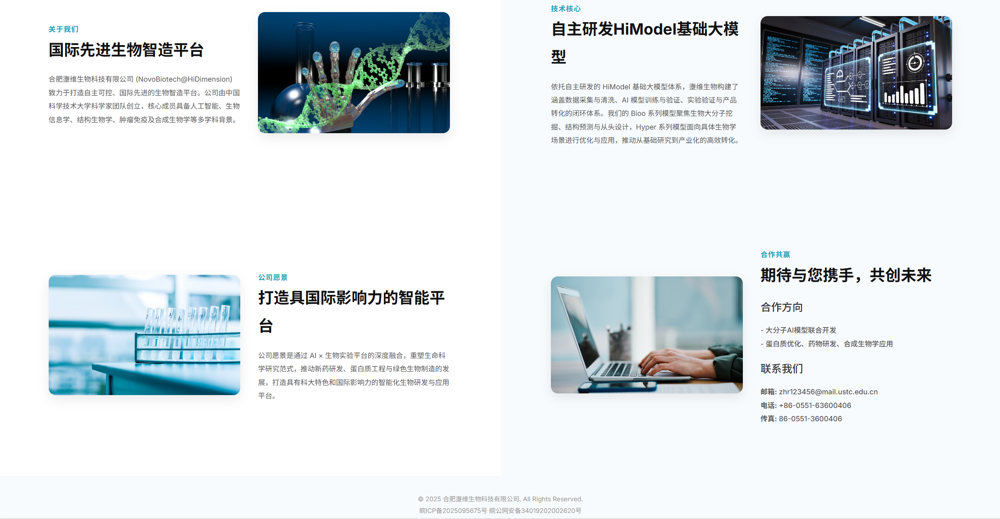 关于我们
国际先进生物智造平台
合肥瀊维生物科技有限公司 (NovoBiotech@HiDimension)
致力于打造自主可控、国际先进的生物智造平台。公司由中国
科学技术大学科学家团队创立，核心成员具备人工智能、生物
信息学、结构生物学、肿瘤免疫及合成生物学等多学科背景。
技术核心
自主研发HiModel基础大模
型
依托自主研发的 HiModel 基础大模型体系，瀊维生物构建了
涵盖数据采集与清洗、AI 模型训练与验证、实验验证与产品
转化的闭环体系。我们的 Bioo 系列模型聚焦生物大分子挖
掘、结构预测与从头设计，Hyper 系列模型面向具体生物学
场景进行优化与应用，推动从基础研究到产业化的高效转化。
公司愿景
打造具国际影响力的智能平
台
公司愿景是通过 AI × 生物实验平台的深度融合，重塑生命科
学研究范式，推动新药研发、蛋白质工程与绿色生物制造的发
展，打造具有科大特色和国际影响力的智能化生物研发与应用
平台。
合作共赢
期待与您携手，共创未来
合作方向
- 大分子AI模型联合开发
- 蛋白质优化、药物研发、合成生物学应用
联系我们
邮箱: zhr123456@mail.ustc.edu.cn
电话: +86-0551-63600406
传真: 86-0551-3600406
© 2025 合肥瀊维生物科技有限公司. All Rights Reserved.
皖ICP备2025095675号 皖公网安备34019202002620号